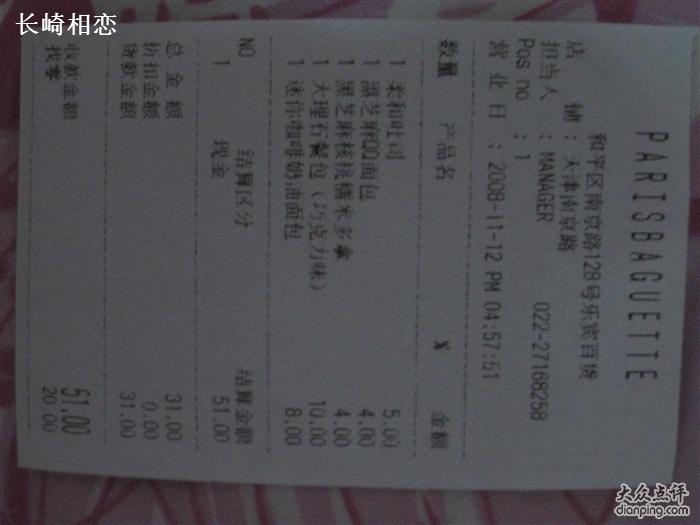 长崎相恋
PARISBAGUETTE
和平区南京路128号乐宾百货
店 铺 : 天津南京路
担当人 : MANAGER 022-27168258
Pos no : 1
营业日 : 2008-11-12 PM 04:57:51
数量 产品名 ¥ 金额
1 柔和吐司 5.00
1 黑芝麻QQ面包 4.00
1 黑芝麻核桃糯米多拿 4.00
1 大理石餐包(巧克力味) 10.00
1 迷你咖啡奶油面包 8.00
NO 结算区分 结算金额
1 现金 51.00
总金额 31.00
折扣金额 0.00
货款金额 31.00
收款金额 51.00
找零 20.00
大众点评
dianping.com